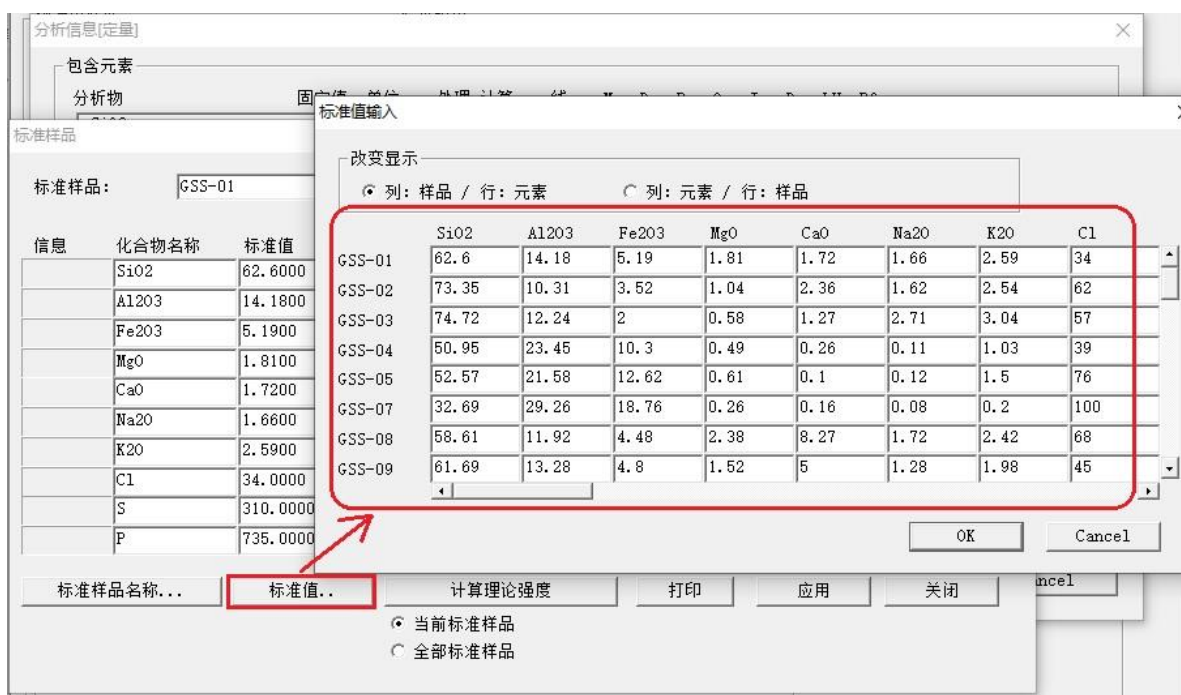 分析信息[定量]
包含元素
分析物
标准样品
标准样品: GSS-01
信息 化合物名称 标准值
SiO2 62.6000
Al2O3 14.1800
Fe2O3 5.1900
MgO 1.8100
CaO 1.7200
Na2O 1.6600
K2O 2.5900
Cl 34.0000
S 310.0000
P 735.0000
标准值输入
改变显示
列: 样品 / 行: 元素 列: 元素 / 行: 样品
SiO2 Al2O3 Fe2O3 MgO CaO Na2O K2O Cl
GSS-01 62.6 14.18 5.19 1.81 1.72 1.66 2.59 34
GSS-02 73.35 10.31 3.52 1.04 2.36 1.62 2.54 62
GSS-03 74.72 12.24 2 0.58 1.27 2.71 3.04 57
GSS-04 50.95 23.45 10.3 0.49 0.26 0.11 1.03 39
GSS-05 52.57 21.58 12.62 0.61 0.1 0.12 1.5 76
GSS-07 32.69 29.26 18.76 0.26 0.16 0.08 0.2 100
GSS-08 58.61 11.92 4.48 2.38 8.27 1.72 2.42 68
GSS-09 61.69 13.28 4.8 1.52 5 1.28 1.98 45
OK Cancel
标准样品名称... 标准值.. 计算理论强度 打印 应用 关闭
当前标准样品
全部标准样品